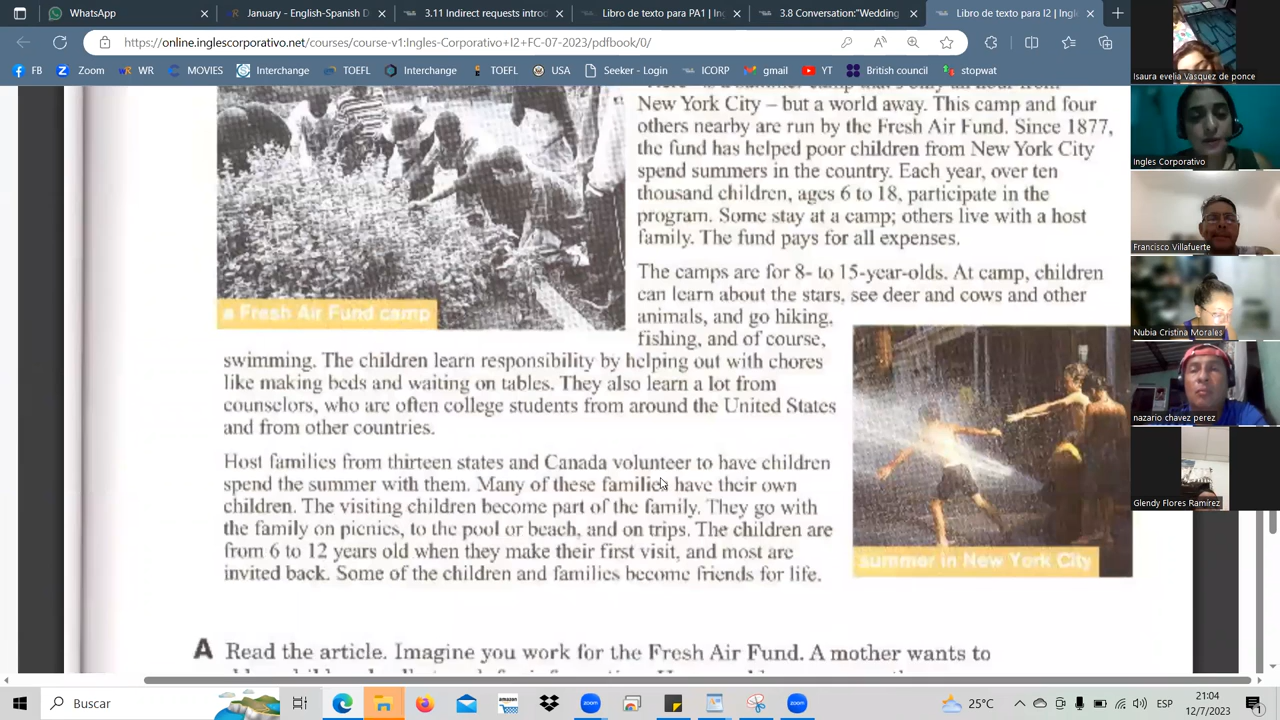 WhatsApp
January - English-Spanish D
3.11 Indirect requests introd
Libro de texto para PA1 | Ing
3.8 Conversation:"Wedding
Libro de texto para I2 | Ingle
https://online.inglescorporativo.net/courses/course-v1:Ingles-Corporativo+I2+FC-07-2023/pdfbook/0/
FB
Zoom
WR
MOVIES
Interchange
TOEFL
Interchange
TOEFL
USA
Seeker - Login
ICORP
gmail
YT
British council
stopwat
New York City – but a world away. This camp and four
others nearby are run by the Fresh Air Fund. Since 1877,
the fund has helped poor children from New York City
spend summers in the country. Each year, over ten
thousand children, ages 6 to 18, participate in the
program. Some stay at a camp; others live with a host
family. The fund pays for all expenses.
a Fresh Air Fund camp
The camps are for 8- to 15-year-olds. At camp, children
can learn about the stars, see deer and cows and other
animals, and go hiking,
fishing, and of course,
swimming. The children learn responsibility by helping out with chores
like making beds and waiting on tables. They also learn a lot from
counselors, who are often college students from around the United States
and from other countries.
Host families from thirteen states and Canada volunteer to have children
spend the summer with them. Many of these families have their own
children. The visiting children become part of the family. They go with
the family on picnics, to the pool or beach, and on trips. The children are
from 6 to 12 years old when they make their first visit, and most are
invited back. Some of the children and families become friends for life.
summer in New York City
A Read the article. Imagine you work for the Fresh Air Fund. A mother wants to
Isaura evelia Vasquez de ponce
Ingles Corporativo
Francisco Villafuerte
Nubia Cristina Morales
nazario chavez perez
Glendy Flores Ramírez
Buscar
25°C
ESP
21:04
12/7/2023